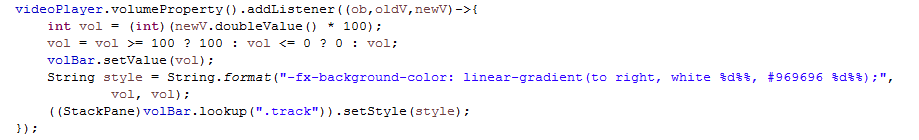 videoPlayer.volumeProperty().addListener((ob,oldV,newV)->{
    int vol = (int)(newV.doubleValue() * 100);
    vol = vol >= 100 ? 100 : vol <= 0 ? 0 : vol;
    volBar.setValue(vol);
    String style = String.format("-fx-background-color: linear-gradient(to right, white %d%%, #969696 %d%%);",
            vol, vol);
    ((StackPane)volBar.lookup(".track")).setStyle(style);
});